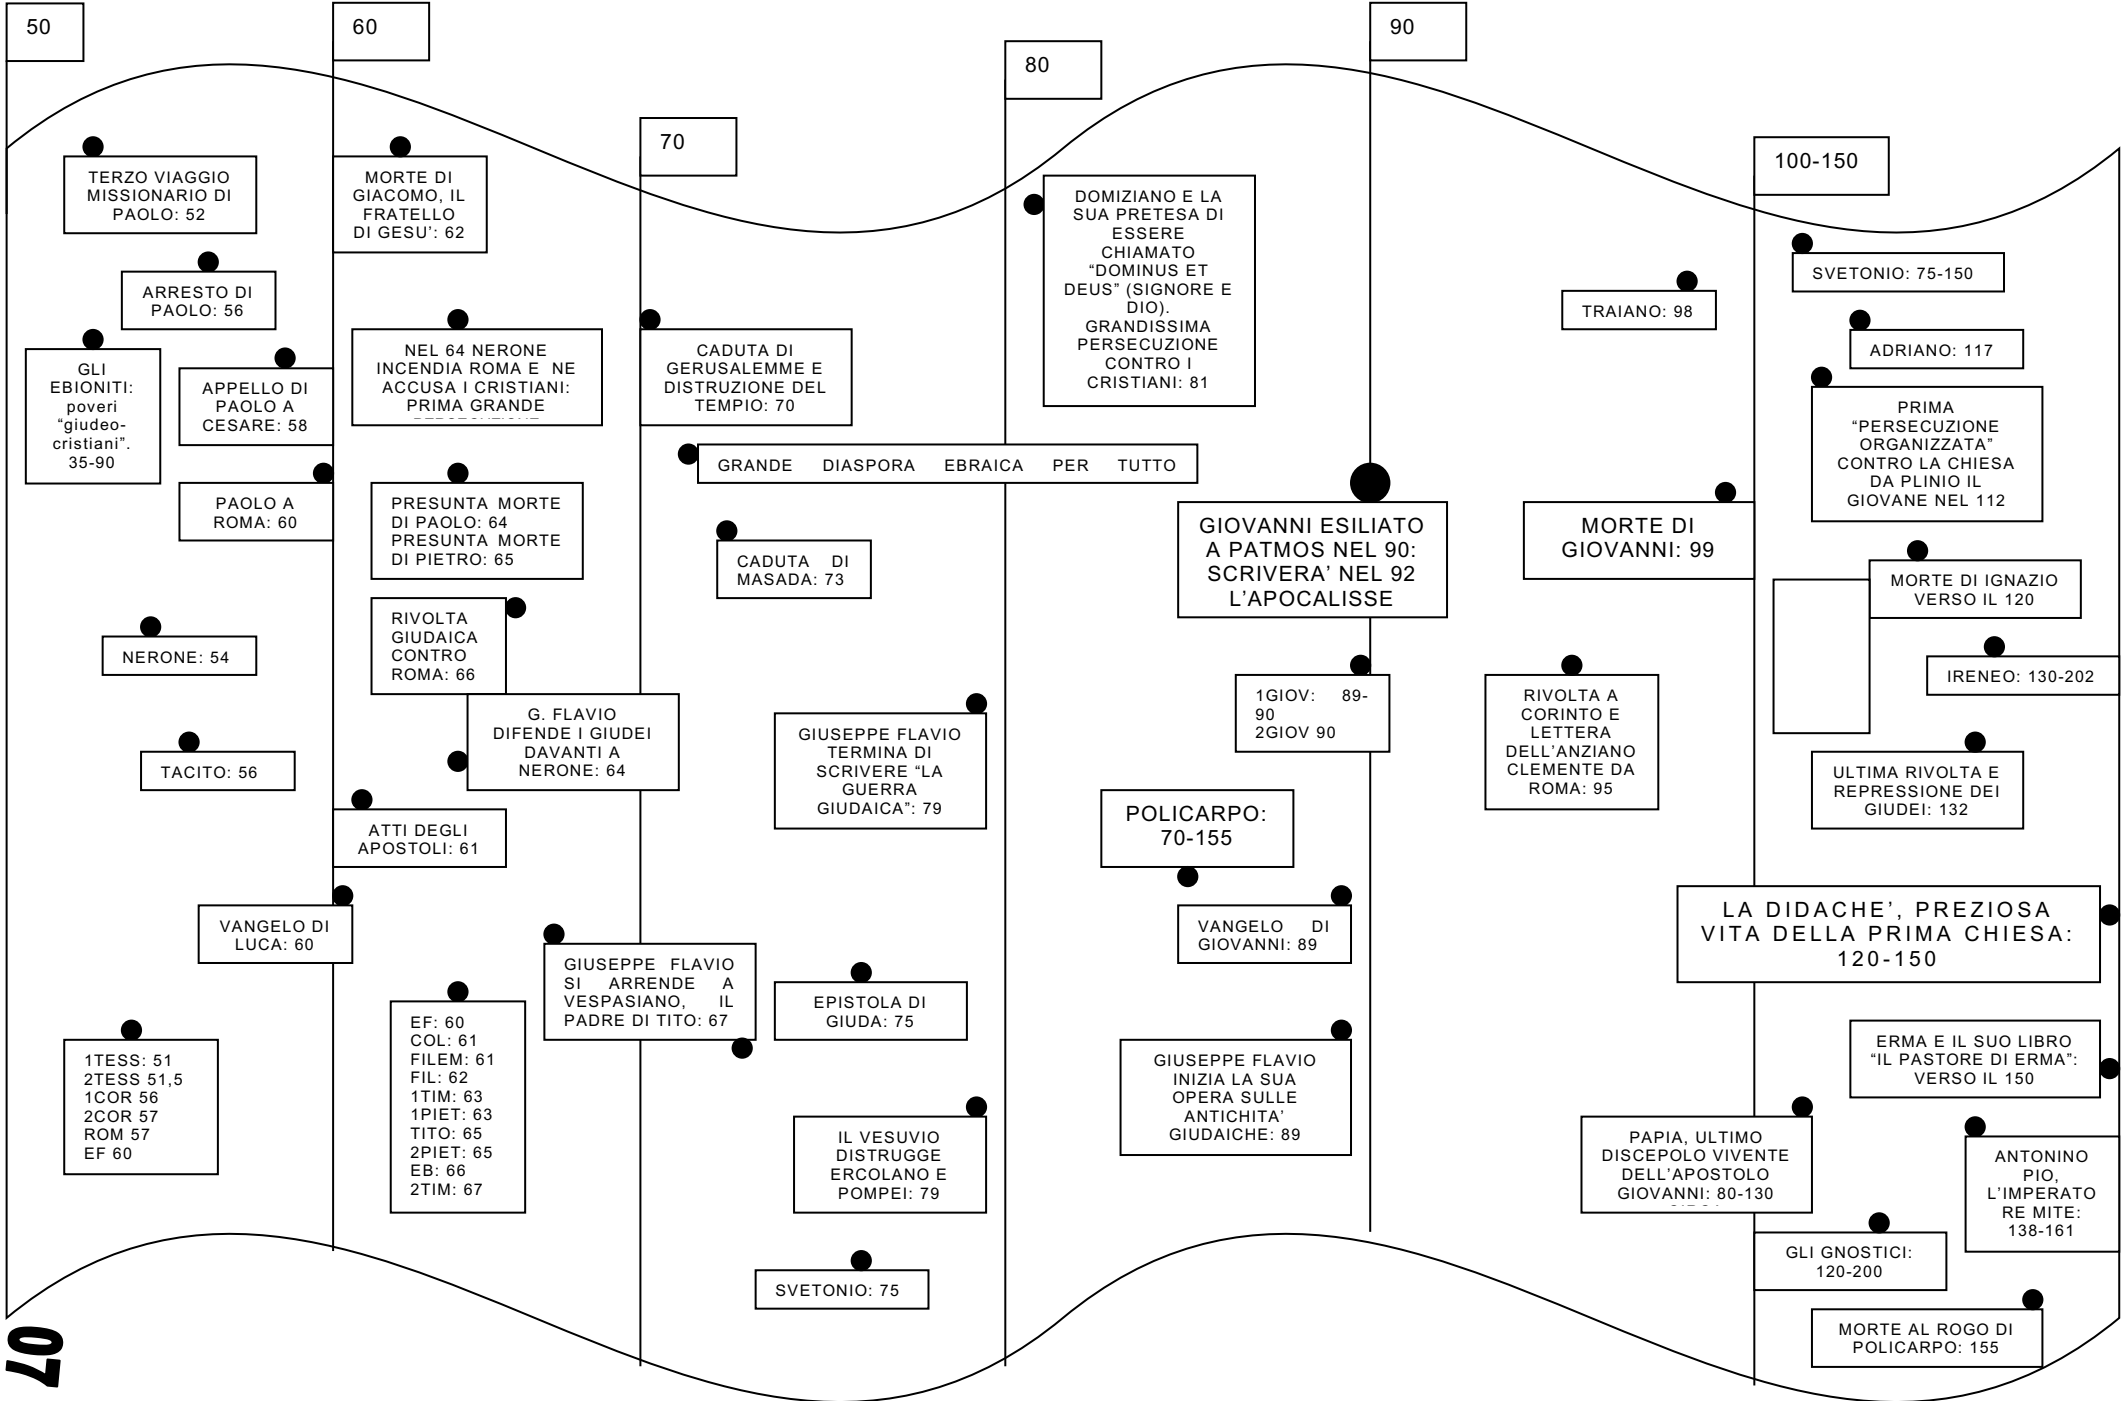 50
60
70
80
90
100-150
TERZO VIAGGIO
MISSIONARIO DI
PAOLO: 52
ARRESTO DI
PAOLO: 56
GLI
EBIONITI:
poveri
“giudeo-
cristiani”.
35-90
APPELLO DI
PAOLO A
CESARE: 58
PAOLO A
ROMA: 60
NERONE: 54
TACITO: 56
VANGELO DI
LUCA: 60
1TESS: 51
2TESS 51,5
1COR 56
2COR 57
ROM 57
EF 60
MORTE DI
GIACOMO, IL
FRATELLO
DI GESU’: 62
NEL 64 NERONE
INCENDIA ROMA E NE
ACCUSA I CRISTIANI:
PRIMA GRANDE
PRESUNTA MORTE
DI PAOLO: 64
PRESUNTA MORTE
DI PIETRO: 65
RIVOLTA
GIUDAICA
CONTRO
ROMA: 66
G. FLAVIO
DIFENDE I GIUDEI
DAVANTI A
NERONE: 64
ATTI DEGLI
APOSTOLI: 61
GIUSEPPE FLAVIO
SI ARRENDE A
VESPASIANO, IL
PADRE DI TITO: 67
EF: 60
COL: 61
FILEM: 61
FIL: 62
1TIM: 63
1PIET: 63
TITO: 65
2PIET: 65
EB: 66
2TIM: 67
CADUTA DI
GERUSALEMME E
DISTRUZIONE DEL
TEMPIO: 70
GRANDE DIASPORA EBRAICA PER TUTTO
CADUTA DI
MASADA: 73
GIUSEPPE FLAVIO
TERMINA DI
SCRIVERE “LA
GUERRA
GIUDAICA”: 79
EPISTOLA DI
GIUDA: 75
IL VESUVIO
DISTRUGGE
ERCOLANO E
POMPEI: 79
SVETONIO: 75
DOMIZIANO E LA
SUA PRETESA DI
ESSERE
CHIAMATO
“DOMINUS ET
DEUS” (SIGNORE E
DIO).
GRANDISSIMA
PERSECUZIONE
CONTRO I
CRISTIANI: 81
GIOVANNI ESILIATO
A PATMOS NEL 90:
SCRIVERA’ NEL 92
L’APOCALISSE
1GIOV: 89-
90
2GIOV 90
POLICARPO:
70-155
VANGELO DI
GIOVANNI: 89
GIUSEPPE FLAVIO
INIZIA LA SUA
OPERA SULLE
ANTICHITA’
GIUDAICHE: 89
TRAIANO: 98
MORTE DI
GIOVANNI: 99
RIVOLTA A
CORINTO E
LETTERA
DELL’ANZIANO
CLEMENTE DA
ROMA: 95
SVETONIO: 75-150
ADRIANO: 117
PRIMA
“PERSECUZIONE
ORGANIZZATA”
CONTRO LA CHIESA
DA PLINIO IL
GIOVANE NEL 112
MORTE DI IGNAZIO
VERSO IL 120
IRENEO: 130-202
ULTIMA RIVOLTA E
REPRESSIONE DEI
GIUDEI: 132
LA DIDACHE’, PREZIOSA
VITA DELLA PRIMA CHIESA:
120-150
ERMA E IL SUO LIBRO
“IL PASTORE DI ERMA”:
VERSO IL 150
PAPIA, ULTIMO
DISCEPOLO VIVENTE
DELL’APOSTOLO
GIOVANNI: 80-130
ANTONINO
PIO,
L’IMPERATO
RE MITE:
138-161
GLI GNOSTICI:
120-200
MORTE AL ROGO DI
POLICARPO: 155
07